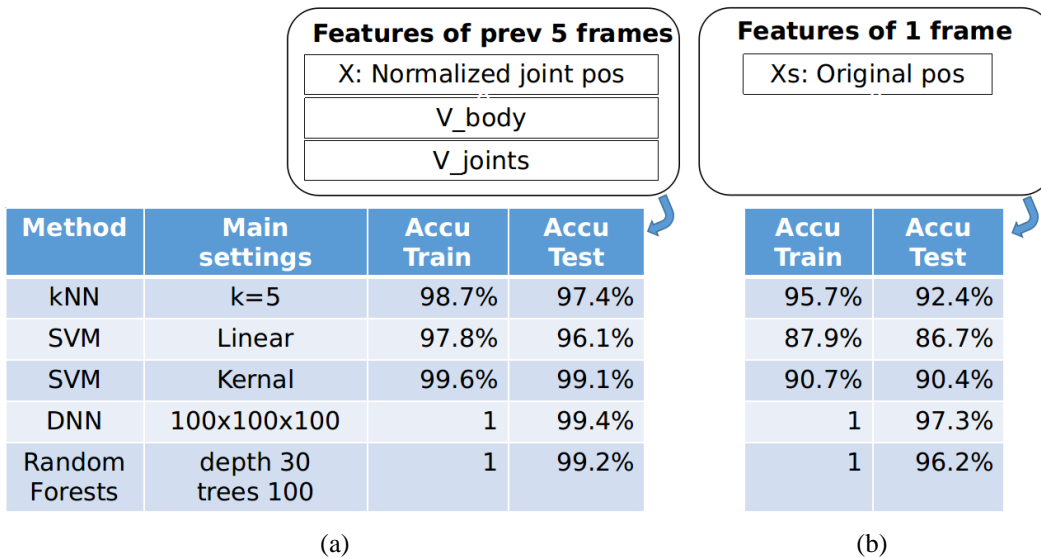 Features of prev 5 frames
X: Normalized joint pos
V_body
V_joints
Features of 1 frame
Xs: Original pos
Method Main settings Accu Train Accu Test Accu Train Accu Test
kNN k=5 98.7% 97.4% 95.7% 92.4%
SVM Linear 97.8% 96.1% 87.9% 86.7%
SVM Kernal 99.6% 99.1% 90.7% 90.4%
DNN 100x100x100 1 99.4% 1 97.3%
Random Forests depth 30 trees 100 1 99.2% 1 96.2%
(a) (b)